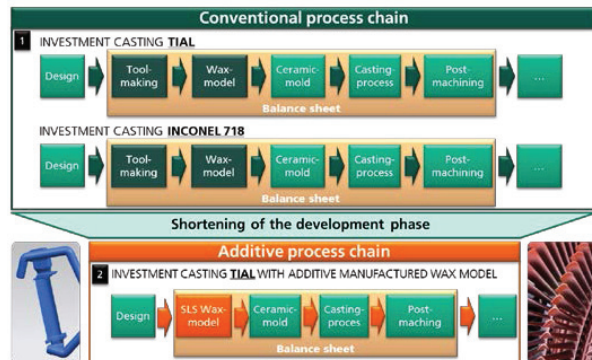 Conventional process chain
1 INVESTMENT CASTING TIAL
Design
Tool-
making
Wax-
model
Ceramic-
mold
Casting-
process
Post-
machining
...
Balance sheet
INVESTMENT CASTING INCONEL 718
Design
Tool-
making
Wax-
model
Ceramic-
mold
Casting-
process
Post-
machining
...
Balance sheet
Shortening of the development phase
Additive process chain
2 INVESTMENT CASTING TIAL WITH ADDITIVE MANUFACTURED WAX MODEL
Design
SLS Wax-
model
Ceramic-
mold
Casting-
proces
Post-
maching
...
Balance sheet